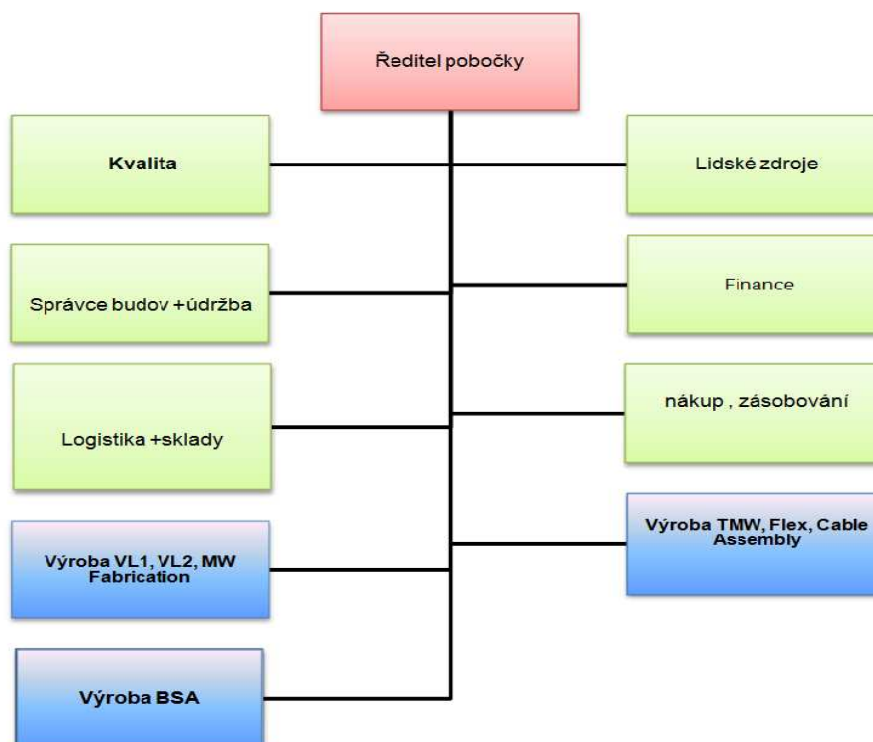 Ředitel pobočky
Kvalita
Lidské zdroje
Správce budov +údržba
Finance
Logistika +sklady
nákup , zásobování
Výroba VL1, VL2, MW
Fabrication
Výroba TMW, Flex, Cable
Assembly
Výroba BSA